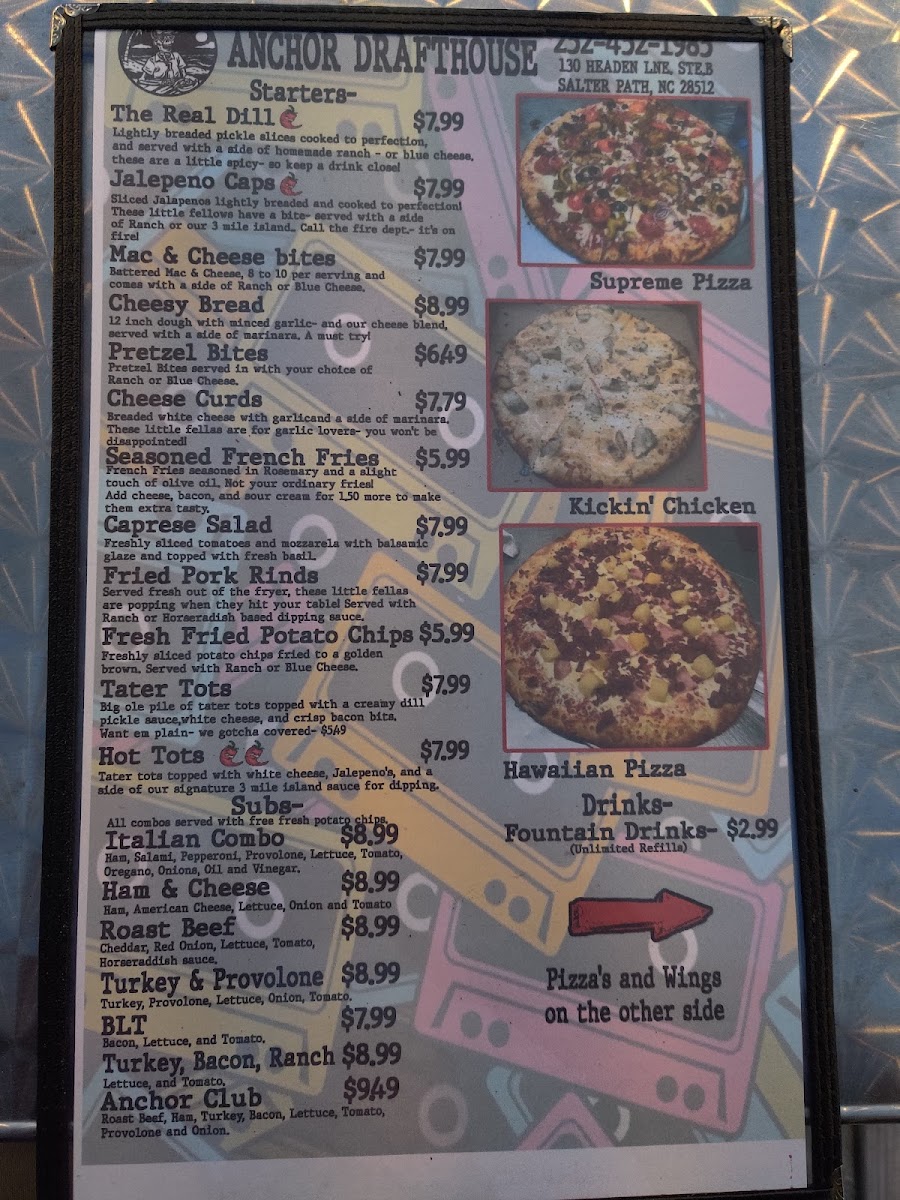 ANCHOR DRAFTHOUSE
252-452-1985
130 HEADEN LNE, STE,B
SALTER PATH, NC 28512
Starters-
The Real Dill $7.99
Lightly breaded pickle slices cooked to perfection,
and served with a side of homemade ranch - or blue cheese,
these are a little spicy- so keep a drink close!
Jalepeno Caps $7.99
Sliced Jalapenos lightly breaded and cooked to perfection!
These little fellows have a bite- served with a side
of Ranch or our 3 mile island.. Call the fire dept.- it's on
fire!
Mac & Cheese bites $7.99
Battered Mac & Cheese, 8 to 10 per serving and
comes with a side of Ranch or Blue Cheese.
Cheesy Bread $8.99
12 inch dough with minced garlic- and our cheese blend,
served with a side of marinara. A must try!
Pretzel Bites $6.49
Pretzel Bites served in with your choice of
Ranch or Blue Cheese.
Cheese Curds $7.79
Breaded white cheese with garlicand a side of marinara.
These little fellas are for garlic lovers- you won't be
disappointed!
Seasoned French Fries $5.99
French Fries seasoned in Rosemary and a slight
touch of olive oil. Not your ordinary fries!
Add cheese, bacon, and sour cream for 1.50 more to make
them extra tasty.
Caprese Salad $7.99
Freshly sliced tomatoes and mozzarela with balsamic
glaze and topped with fresh basil.
Fried Pork Rinds $7.99
Served fresh out of the fryer, these little fellas
are popping when they hit your table! Served with
Ranch or Horseradish based dipping sauce.
Fresh Fried Potato Chips $5.99
Freshly sliced potato chips fried to a golden
brown. Served with Ranch or Blue Cheese.
Tater Tots $7.99
Big ole pile of tater tots topped with a creamy dill
pickle sauce,white cheese, and crisp bacon bits.
Want em plain- we gotcha covered- $5.49
Hot Tots $7.99
Tater tots topped with white cheese, Jalepeno's, and a
side of our signature 3 mile island sauce for dipping.
Subs-
All combos served with free fresh potato chips.
Italian Combo $8.99
Ham, Salami, Pepperoni, Provolone, Lettuce, Tomato,
Oregano, Onions, Oil and Vinegar.
Ham & Cheese $8.99
Ham, American Cheese, Lettuce, Onion and Tomato
Roast Beef $8.99
Cheddar, Red Onion, Lettuce, Tomato,
Horseraddish sauce.
Turkey & Provolone $8.99
Turkey, Provolone, Lettuce, Onion, Tomato.
BLT $7.99
Bacon, Lettuce, and Tomato.
Turkey, Bacon, Ranch $8.99
Lettuce, and Tomato.
Anchor Club $9.49
Roast Beef, Ham, Turkey, Bacon, Lettuce, Tomato,
Provolone and Onion.
Supreme Pizza
Kickin' Chicken
Hawaiian Pizza
Drinks-
Fountain Drinks- $2.99
(Unlimited Refills)
Pizza's and Wings
on the other side